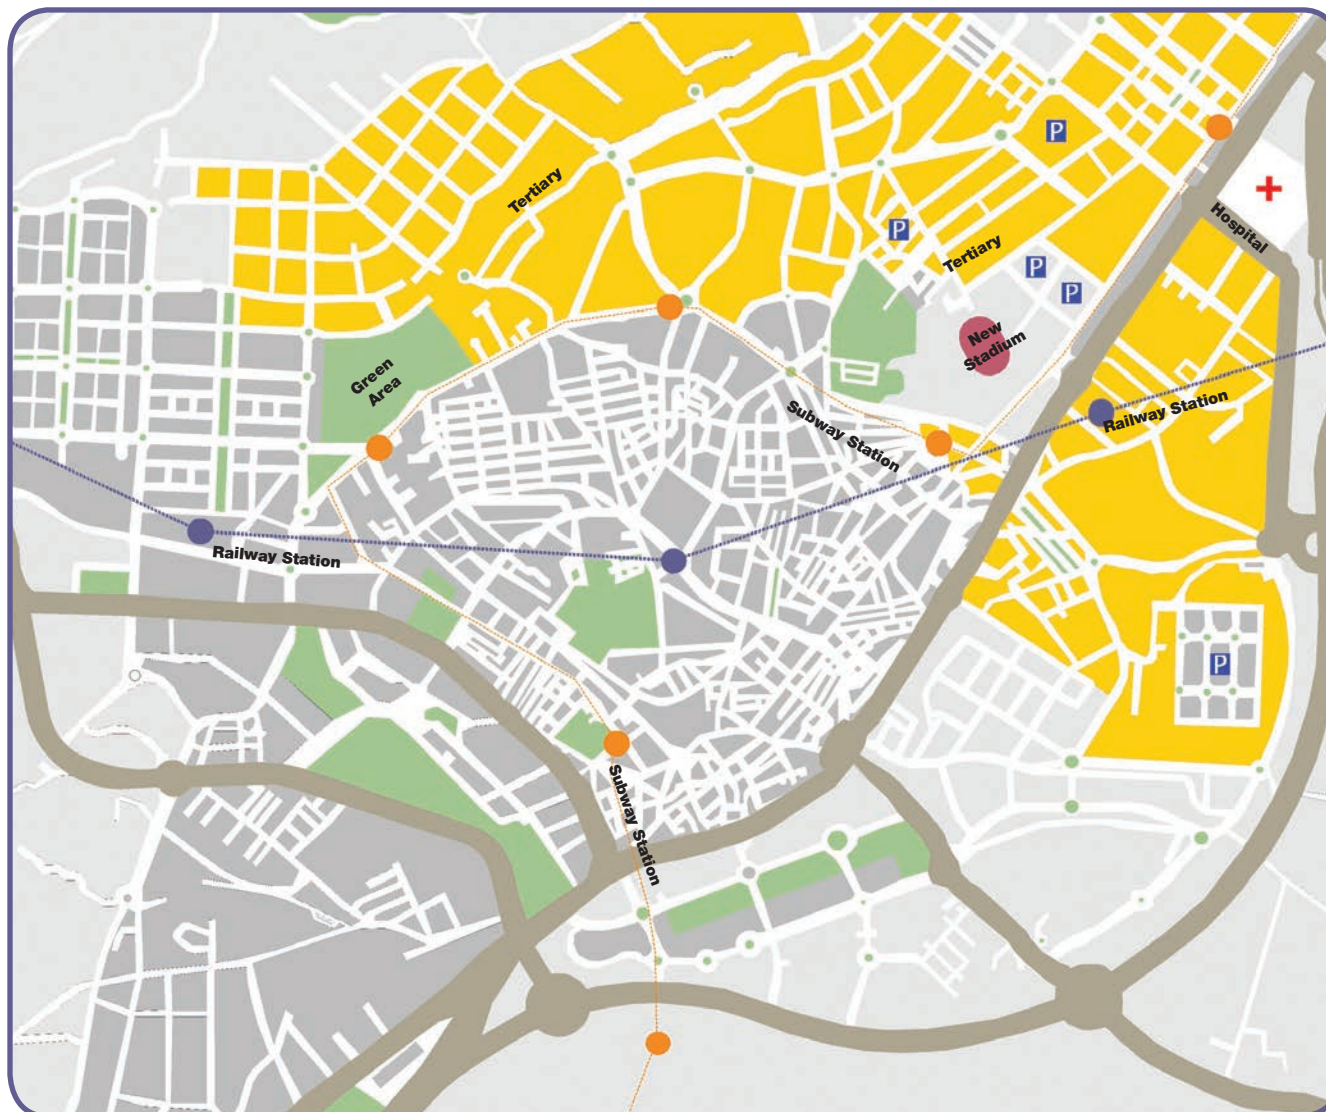 P
Tertiary
Hospital
P
Tertiary
P
P
New
Stadium
Green
Area
Railway Station
Subway Station
Railway Station
P
Subway Station